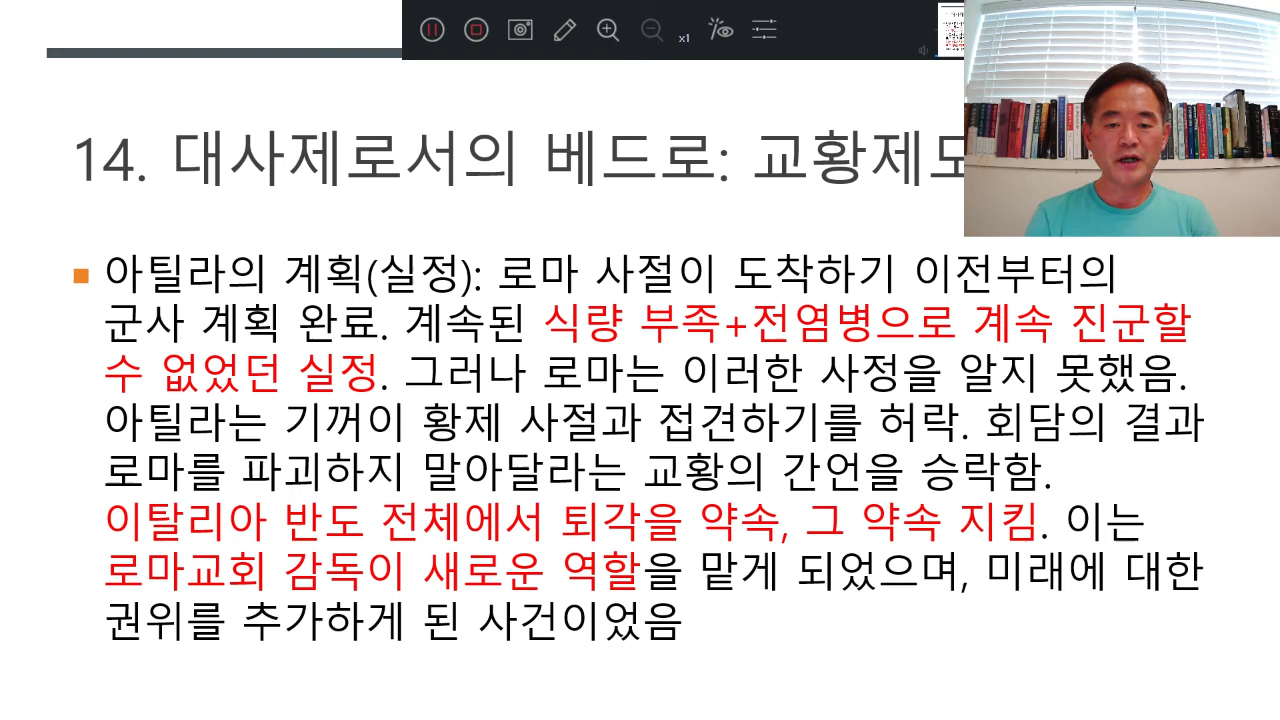 x1
14. 대사제로서의 베드로: 교황제도
■ 아틸라의 계획(실정): 로마 사절이 도착하기 이전부터의
군사 계획 완료. 계속된 식량 부족+전염병으로 계속 진군할
수 없었던 실정. 그러나 로마는 이러한 사정을 알지 못했음.
아틸라는 기꺼이 황제 사절과 접견하기를 허락. 회담의 결과
로마를 파괴하지 말아달라는 교황의 간언을 승락함.
이탈리아 반도 전체에서 퇴각을 약속, 그 약속 지킴. 이는
로마교회 감독이 새로운 역할을 맡게 되었으며, 미래에 대한
권위를 추가하게 된 사건이었음